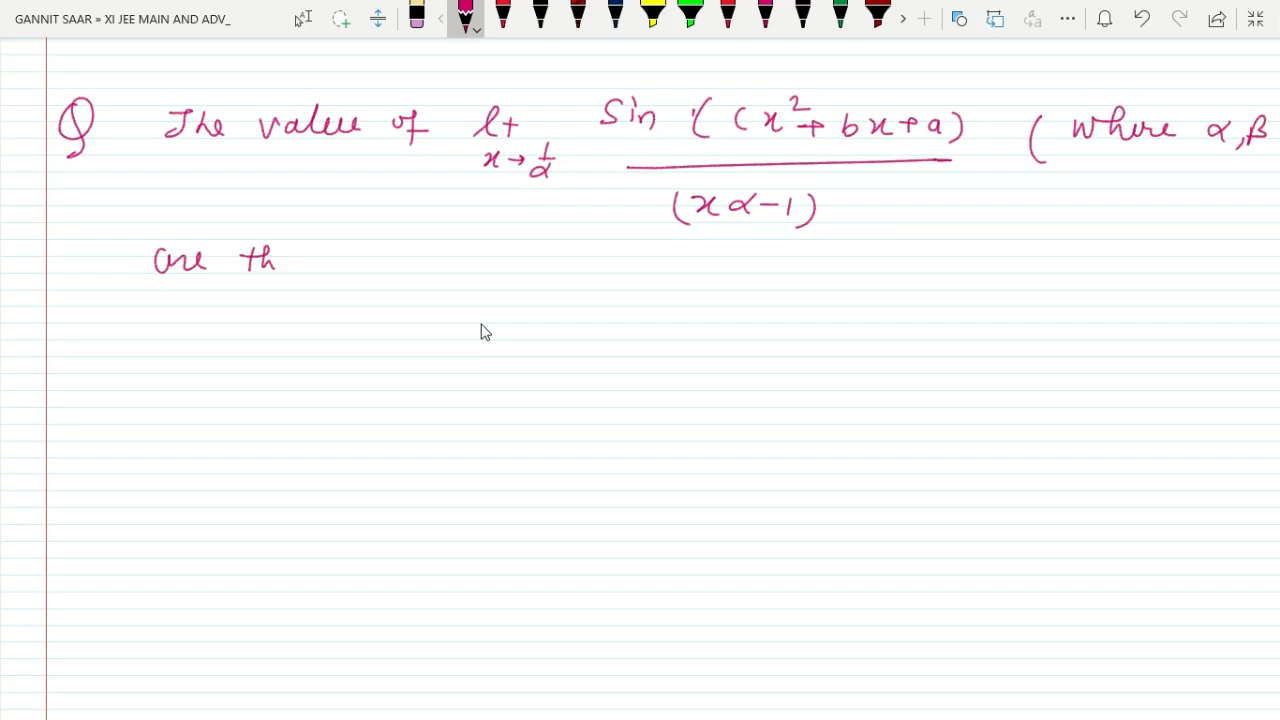 GANNIT SAAR » XI JEE MAIN AND ADV_
Q The value of lt x→1/α Sin ((x²+bx+a) / (xα-1) (where α,β
are th